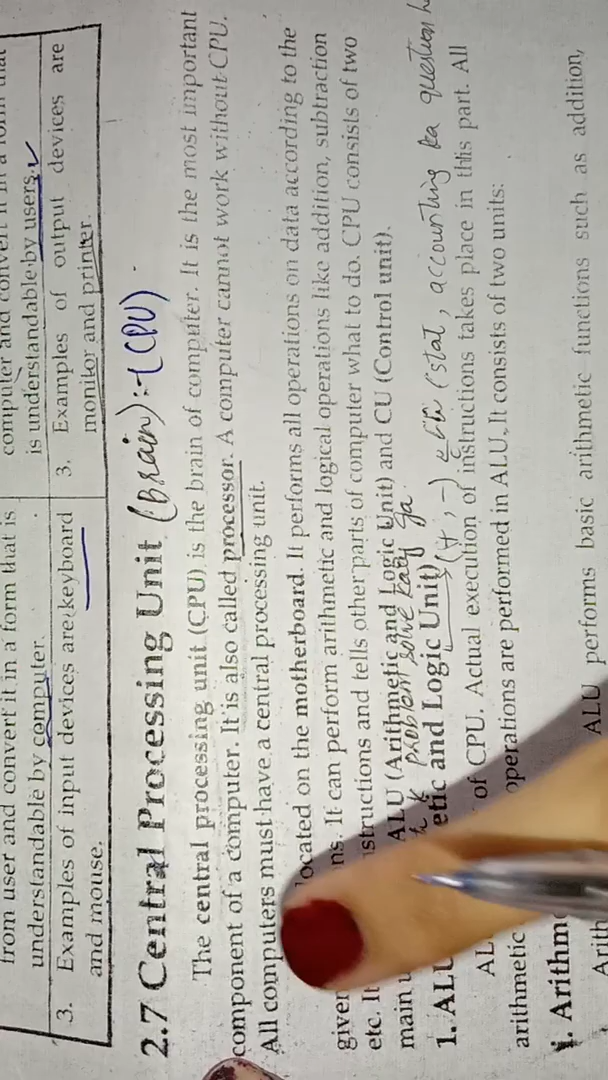 computer and convert it in a form that
from user and convert it in a form that is
understandable by computer.
is understandable by users.
3. Examples of input devices are keyboard
and mouse.
3. Examples of output devices are
monitor and printer.
2.7 Central Processing Unit (Brain):-(CPU)
The central processing unit (CPU) is the brain of computer. It is the most important
component of a computer. It is also called processor. A computer cannot work without CPU.
All computers must have a central processing unit.
located on the motherboard. It performs all operations on data according to the
given ns. It can perform arithmetic and logical operations like addition, subtraction
etc. It structions and tells other parts of computer what to do. CPU consists of two
main u ALU (Arithmetic and Logic Unit) and CU (Control unit).
k problem solve kary ga
1. ALU etic and Logic Unit) (+, -) (stat, accounting ka question
AL of CPU. Actual execution of instructions takes place in this part. All
arithmetic operations are performed in ALU. It consists of two units:
i. Arithm
Arith ALU performs basic arithmetic functions such as addition,